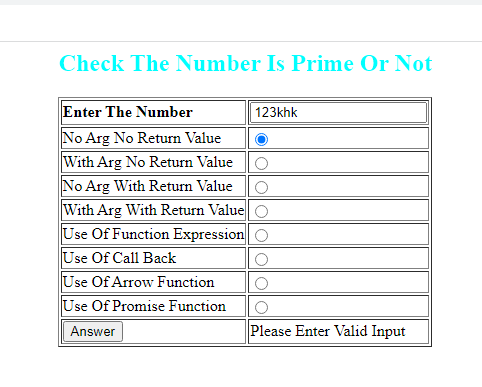 Check The Number Is Prime Or Not
Enter The Number 123khk
No Arg No Return Value
With Arg No Return Value
No Arg With Return Value
With Arg With Return Value
Use Of Function Expression
Use Of Call Back
Use Of Arrow Function
Use Of Promise Function
Answer Please Enter Valid Input